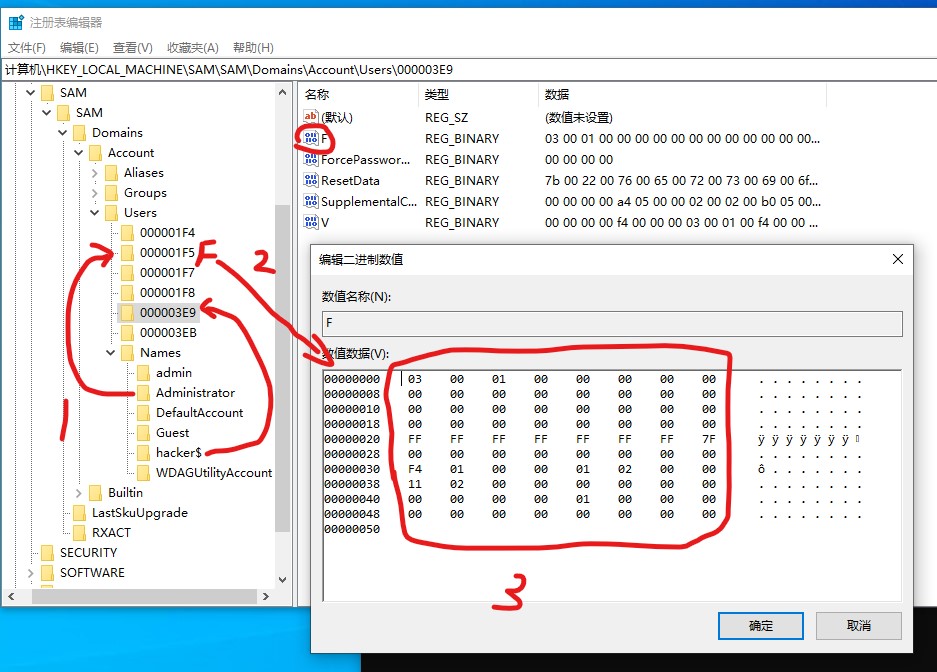 注册表编辑器
文件(F) 编辑(E) 查看(V) 收藏夹(A) 帮助(H)
计算机\HKEY_LOCAL_MACHINE\SAM\SAM\Domains\Account\Users\000003E9
SAM
SAM
Domains
Account
Aliases
Groups
Users
000001F4
000001F5
000001F7
000001F8
000003E9
000003EB
Names
admin
Administrator
DefaultAccount
Guest
hacker$
WDAGUtilityAccount
Builtin
LastSkuUpgrade
RXACT
SECURITY
SOFTWARE
F
1
2
3
名称 类型 数据
ab (默认) REG_SZ (数值未设置)
F REG_BINARY 03 00 01 00 00 00 00 00 00 00 00 00 00 00 00...
ForcePasswor... REG_BINARY 00 00 00 00
ResetData REG_BINARY 7b 00 22 00 76 00 65 00 72 00 73 00 69 00 6f...
SupplementalC... REG_BINARY 00 00 00 00 a4 05 00 00 02 00 02 00 b0 05 00...
V REG_BINARY 00 00 00 00 f4 00 00 00 03 00 01 00 f4 00 00 ...
编辑二进制数值
数值名称(N):
F
数值数据(V):
00000000 03 00 01 00 00 00 00 00 . . . . . . . .
00000008 00 00 00 00 00 00 00 00 . . . . . . . .
00000010 00 00 00 00 00 00 00 00 . . . . . . . .
00000018 00 00 00 00 00 00 00 00 . . . . . . . .
00000020 FF FF FF FF FF FF FF 7F ÿ ÿ ÿ ÿ ÿ ÿ ÿ
00000028 00 00 00 00 00 00 00 00 . . . . . . . .
00000030 F4 01 00 00 01 02 00 00 ô . . . . . . .
00000038 11 02 00 00 00 00 00 00 . . . . . . . .
00000040 00 00 00 00 01 00 00 00 . . . . . . . .
00000048 00 00 00 00 00 00 00 00 . . . . . . . .
00000050
确定 取消